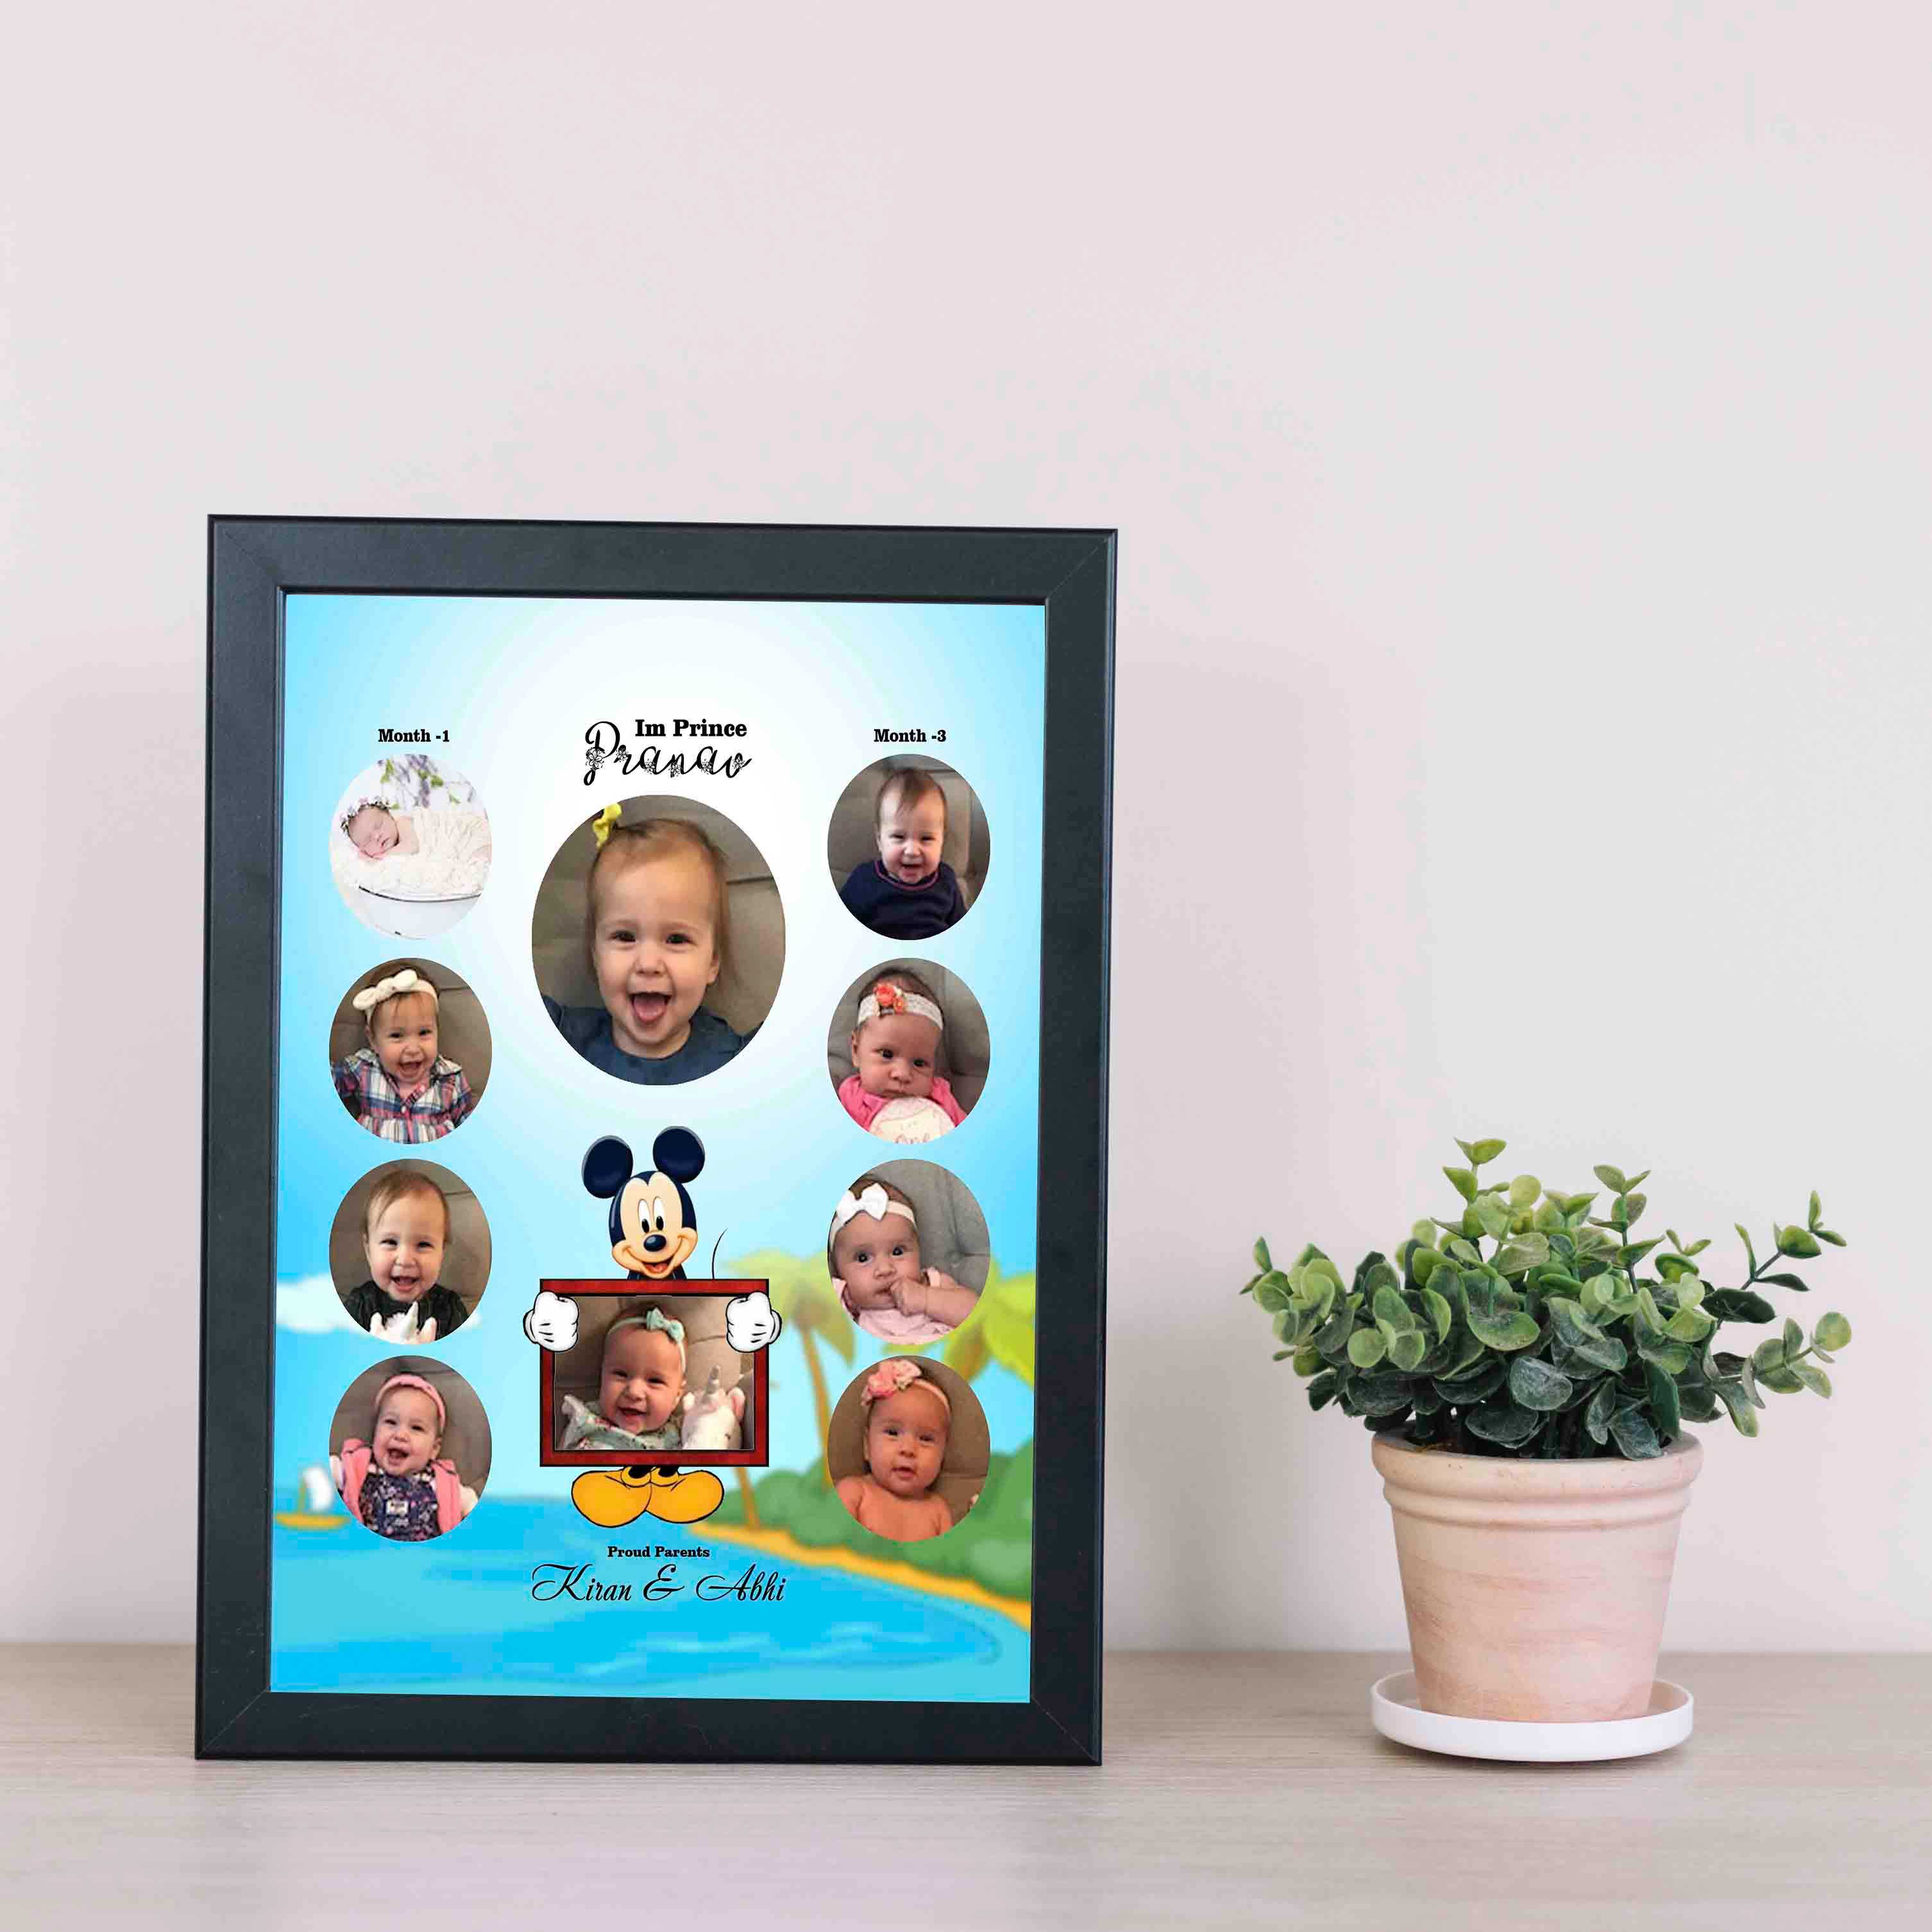 Month -1
Im Prince
Pranav
Month -3
Proud Parents
Kiran & Abhi